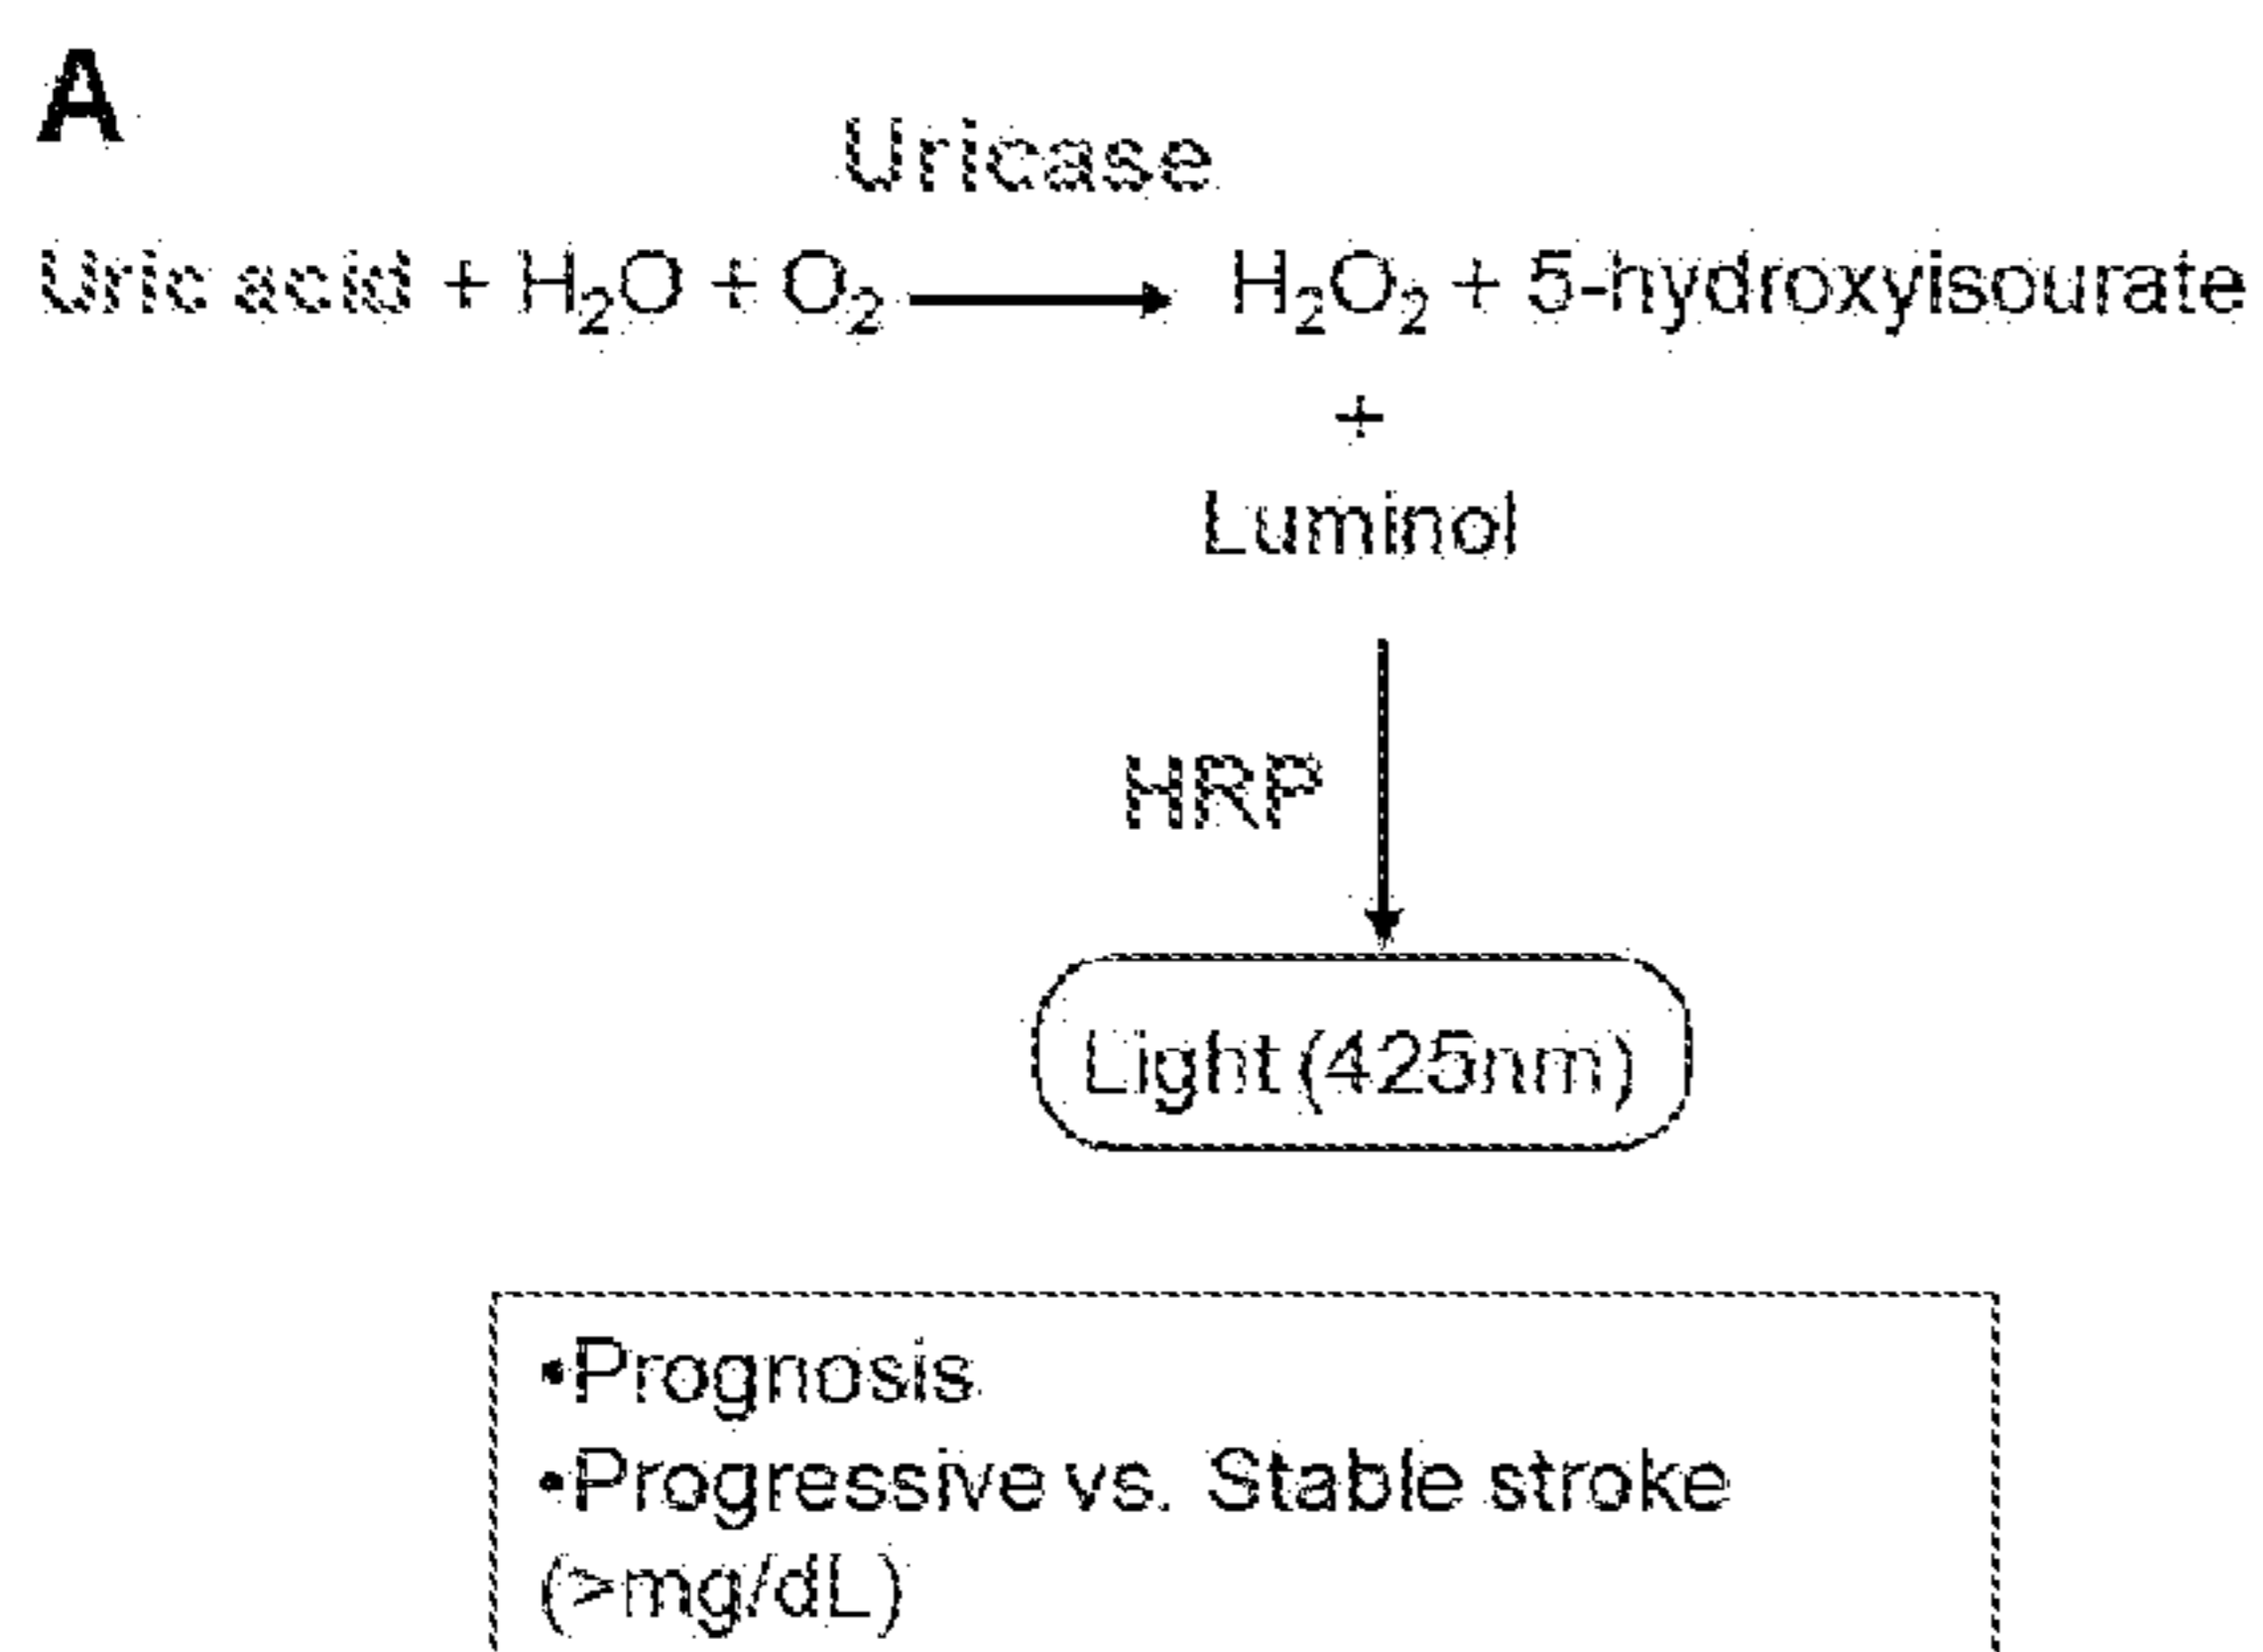 A
Uricase
Uric acid + H₂O + O₂ → H₂O₂ + 5-hydroxyisourate
+
Luminol
HRP
Light (425nm)
•Prognosis
•Progressive vs. Stable stroke
(>mg/dL)